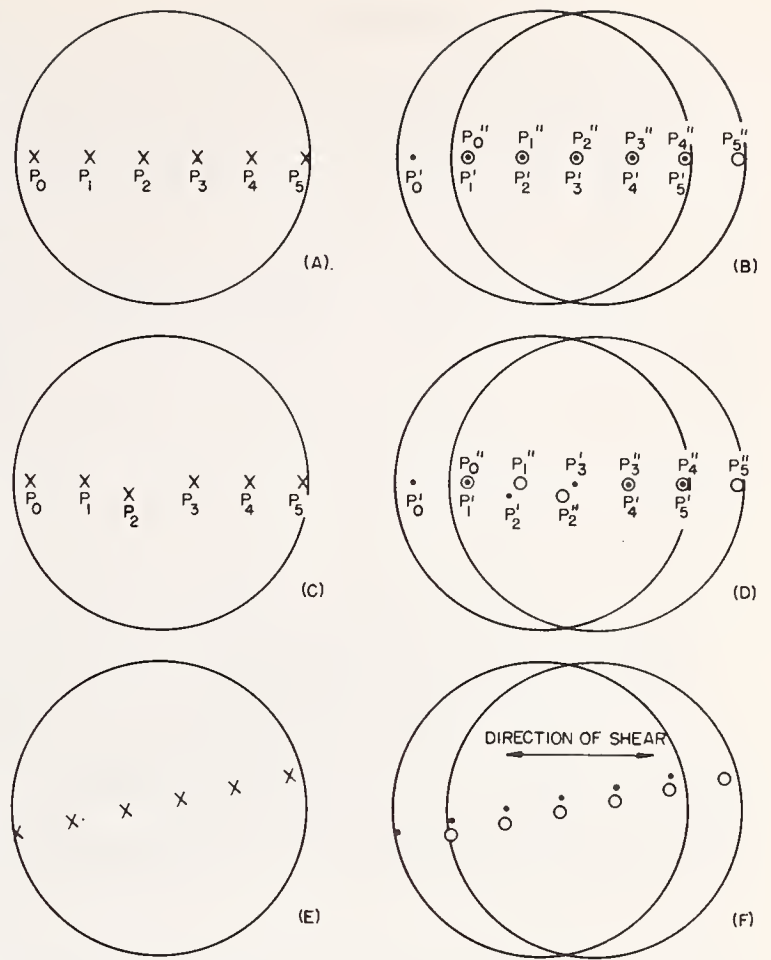 X X X X X X
P₀ P₁ P₂ P₃ P₄ P₅
(A).
P₀" P₁" P₂" P₃" P₄" P₅"
P₀' P₁' P₂' P₃' P₄' P₅'
(B)
X X X X X X
P₀ P₁ P₂ P₃ P₄ P₅
(C)
P₀" P₁" P₃' P₃" P₄" P₅"
P₀' P₁' P₂' P₂" P₄' P₅'
(D)
X X X X X X
(E)
DIRECTION OF SHEAR
(F)